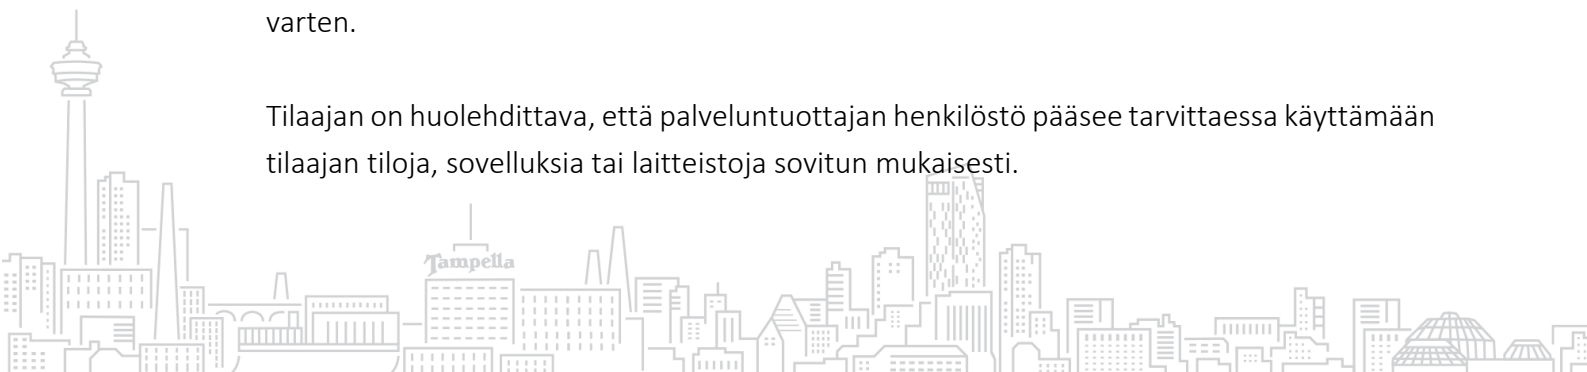 varten.
Tilaajan on huolehdittava, että palveluntuottajan henkilöstö pääsee tarvittaessa käyttämään
tilaajan tiloja, sovelluksia tai laitteistoja sovitun mukaisesti.
Tampella